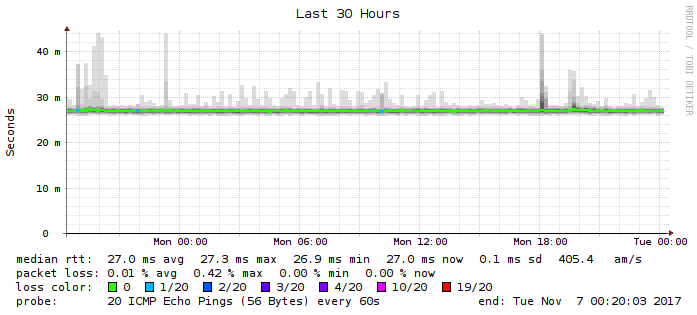 Last 30 Hours
RRDTOOL / TOBI OETIKER
Seconds
40 m
30 m
20 m
10 m
0
Mon 00:00 Mon 06:00 Mon 12:00 Mon 18:00 Tue 00:00
median rtt: 27.0 ms avg 27.3 ms max 26.9 ms min 27.0 ms now 0.1 ms sd 405.4 am/s
packet loss: 0.01 % avg 0.42 % max 0.00 % min 0.00 % now
loss color: 0 1/20 2/20 3/20 4/20 10/20 19/20
probe: 20 ICMP Echo Pings (56 Bytes) every 60s end: Tue Nov 7 00:20:03 2017